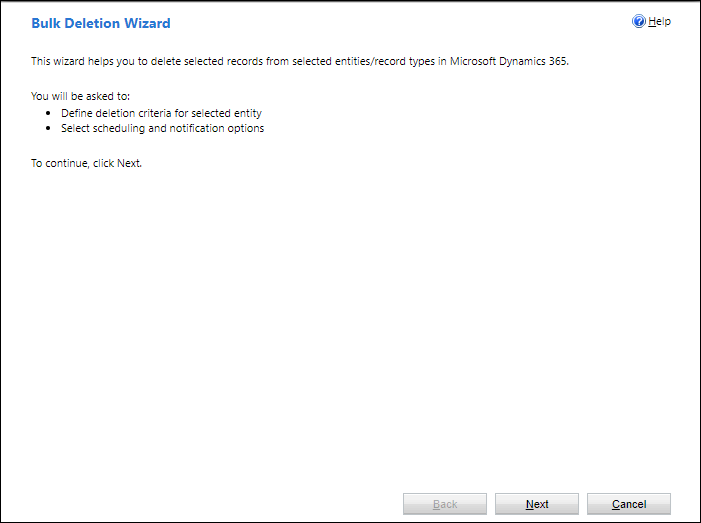 Bulk Deletion Wizard
Help
This wizard helps you to delete selected records from selected entities/record types in Microsoft Dynamics 365.
You will be asked to:
• Define deletion criteria for selected entity
• Select scheduling and notification options
To continue, click Next.
Back
Next
Cancel